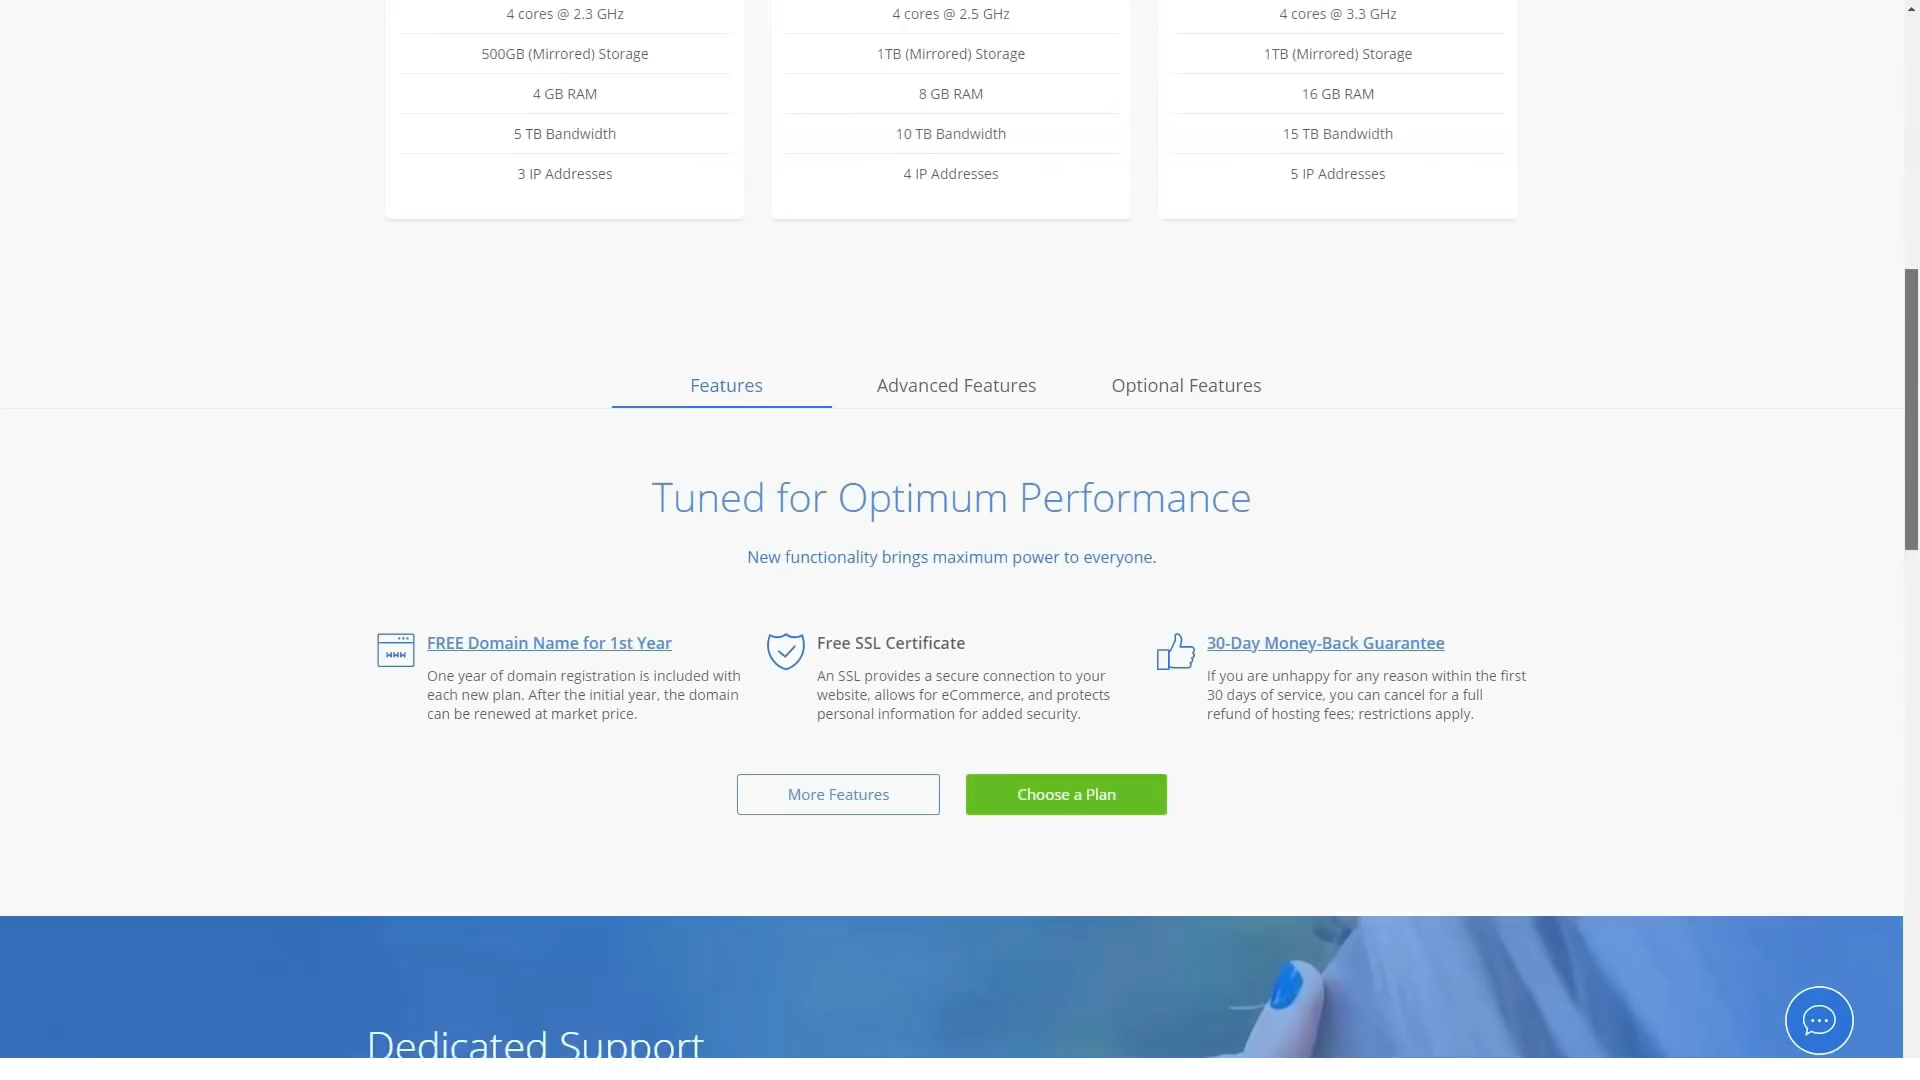 4 cores @ 2.3 GHz
500GB (Mirrored) Storage
4 GB RAM
5 TB Bandwidth
3 IP Addresses
4 cores @ 2.5 GHz
1TB (Mirrored) Storage
8 GB RAM
10 TB Bandwidth
4 IP Addresses
4 cores @ 3.3 GHz
1TB (Mirrored) Storage
16 GB RAM
15 TB Bandwidth
5 IP Addresses
Features
Advanced Features
Optional Features
Tuned for Optimum Performance
New functionality brings maximum power to everyone.
WWW
FREE Domain Name for 1st Year
One year of domain registration is included with
each new plan. After the initial year, the domain
can be renewed at market price.
Free SSL Certificate
An SSL provides a secure connection to your
website, allows for eCommerce, and protects
personal information for added security.
30-Day Money-Back Guarantee
If you are unhappy for any reason within the first
30 days of service, you can cancel for a full
refund of hosting fees; restrictions apply.
More Features
Choose a Plan
Dedicated Support